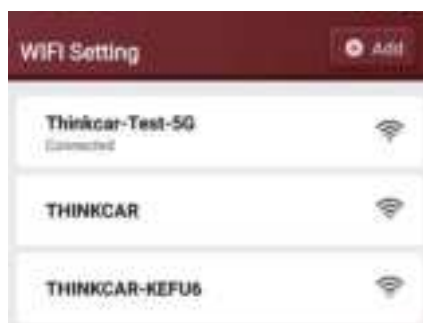 WIFI Setting
Add
Thinkcar-Test-5G
Connected
THINKCAR
THINKCAR-KEFU6